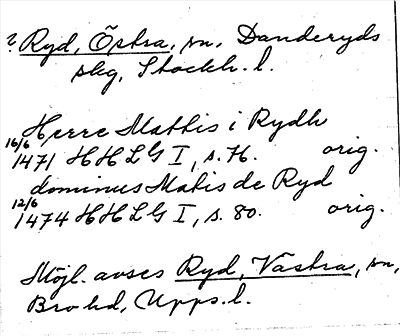 ? Ryd, Östra, sn, Danderyds
skg, Stockh. l.
Herre Mattis i Rydh
16/6 1471 HHLG I, s. 76. orig.
dominus Matis de Ryd
12/6 1474 HHLG I, s. 80. orig.
Möjl. avses Ryd, Västra, sn,
Bro hd, Upps. l.